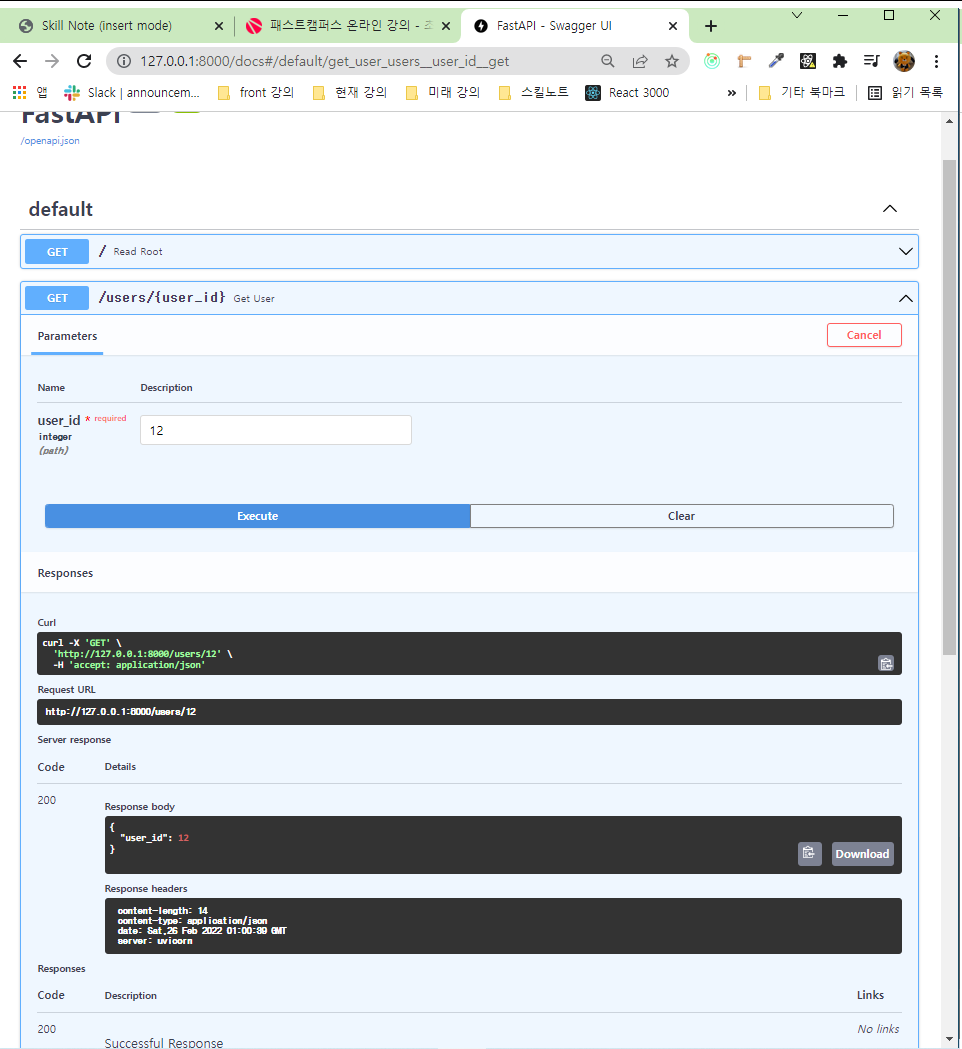 Skill Note (insert mode)
패스트캠퍼스 온라인 강의 -
FastAPI - Swagger UI
127.0.0.1:8000/docs#/default/get_user_users__user_id__get
앱
Slack | announcem...
front 강의
현재 강의
미래 강의
스킬노트
React 3000
»
기타 북마크
읽기 목록
FastAPI
/openapi.json
default
GET / Read Root
GET /users/{user_id} Get User
Parameters
Cancel
Name Description
user_id * required
integer
(path)
12
Execute
Clear
Responses
Curl
curl -X 'GET' \
'http://127.0.0.1:8000/users/12' \
-H 'accept: application/json'
Request URL
http://127.0.0.1:8000/users/12
Server response
Code Details
200
Response body
{
"user_id": 12
}
Download
Response headers
content-length: 14
content-type: application/json
date: Sat,26 Feb 2022 01:00:39 GMT
server: uvicorn
Responses
Code Description Links
200
No links
Successful Response